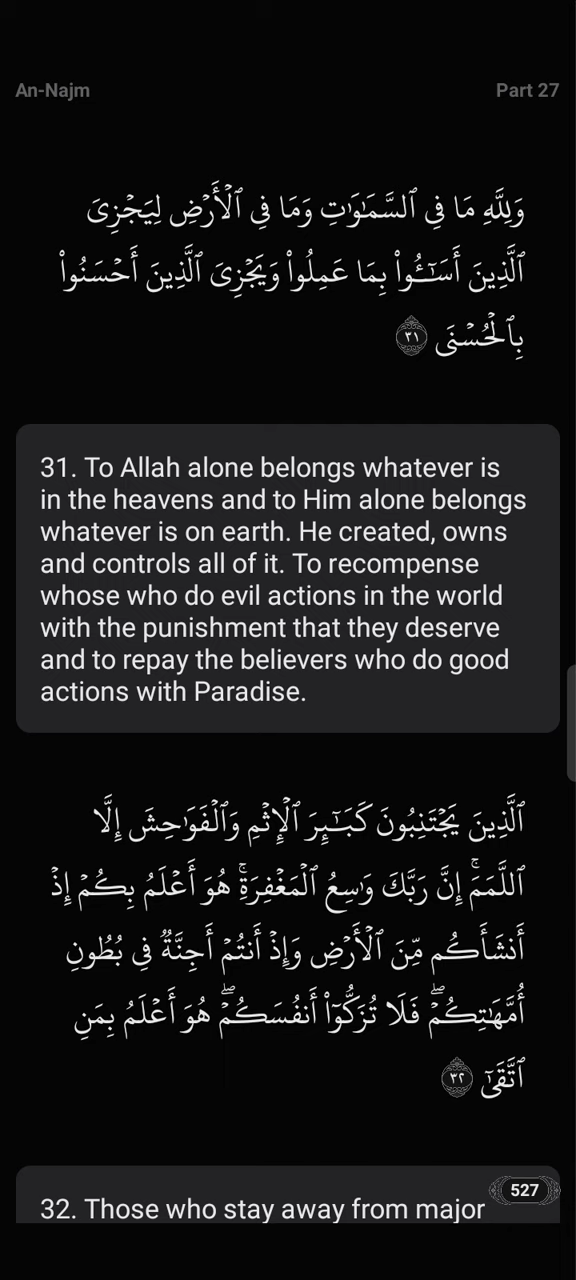 An-Najm
Part 27
وَلِلَّهِ مَا فِى ٱلسَّمَٰوَٰتِ وَمَا فِى ٱلۡأَرۡضِ لِيَجۡزِىَ
ٱلَّذِينَ أَسَٰٓـُٔواْ بِمَا عَمِلُواْ وَيَجۡزِىَ ٱلَّذِينَ أَحۡسَنُواْ
بِٱلۡحُسۡنَى ٣١
31. To Allah alone belongs whatever is
in the heavens and to Him alone belongs
whatever is on earth. He created, owns
and controls all of it. To recompense
whose who do evil actions in the world
with the punishment that they deserve
and to repay the believers who do good
actions with Paradise.
ٱلَّذِينَ يَجۡتَنِبُونَ كَبَٰٓئِرَ ٱلۡإِثۡمِ وَٱلۡفَوَٰحِشَ إِلَّا
ٱللَّمَمَۚ إِنَّ رَبَّكَ وَٰسِعُ ٱلۡمَغۡفِرَةِۚ هُوَ أَعۡلَمُ بِكُمۡ إِذۡ
أَنشَأَكُم مِّنَ ٱلۡأَرۡضِ وَإِذۡ أَنتُمۡ أَجِنَّةٌ فِى بُطُونِ
أُمَّهَٰتِكُمۡۖ فَلَا تُزَكُّوٓاْ أَنفُسَكُمۡۖ هُوَ أَعۡلَمُ بِمَنِ
ٱتَّقَىٰٓ ٣٢
527
32. Those who stay away from major